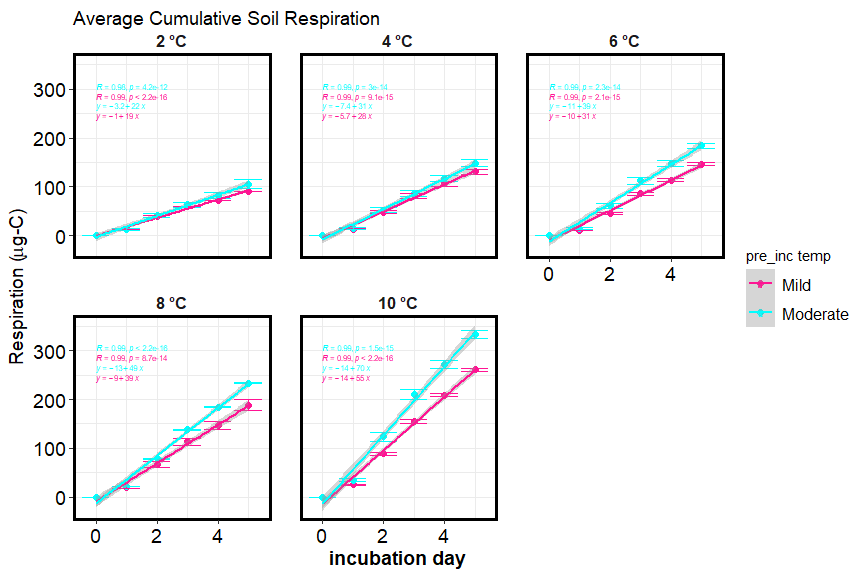 Average Cumulative Soil Respiration
2 °C
4 °C
6 °C
R = 0.98, p = 4.2e-12
R = 0.99, p < 2.2e-16
y = −3.2+22 x
y = −1+19 x
R = 0.99, p = 3e-14
R = 0.99, p = 9.1e-15
y = −7.4+31 x
y = −5.7+28 x
R = 0.99, p = 2.3e-14
R = 0.99, p = 2.1e-15
y = −11+39 x
y = −10+31 x
300
200
100
0
0
2
4
8 °C
10 °C
R = 0.99, p < 2.2e-16
R = 0.99, p = 8.7e-14
y = −13+49 x
y = −9+39 x
R = 0.99, p = 1.5e-15
R = 0.99, p < 2.2e-16
y = −14+70 x
y = −14+55 x
300
200
100
0
0
2
4
0
2
4
Respiration (μg-C)
incubation day
pre_inc temp
Mild
Moderate